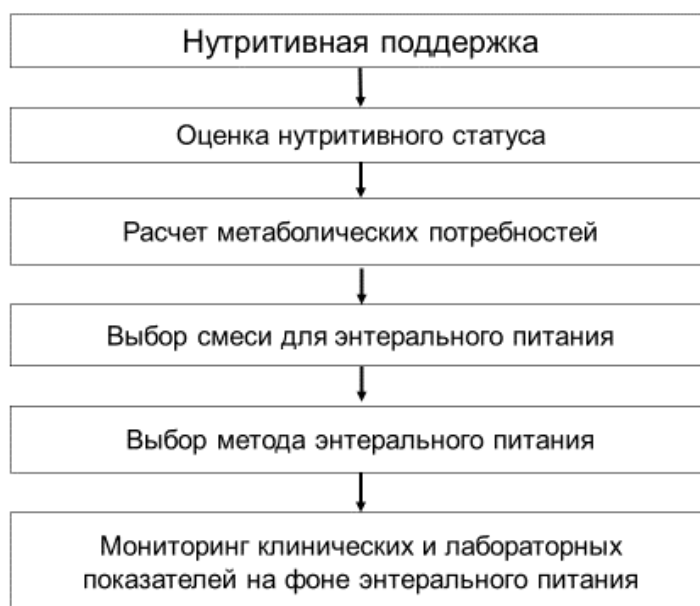 Нутритивная поддержка
Оценка нутритивного статуса
Расчет метаболических потребностей
Выбор смеси для энтерального питания
Выбор метода энтерального питания
Мониторинг клинических и лабораторных
показателей на фоне энтерального питания